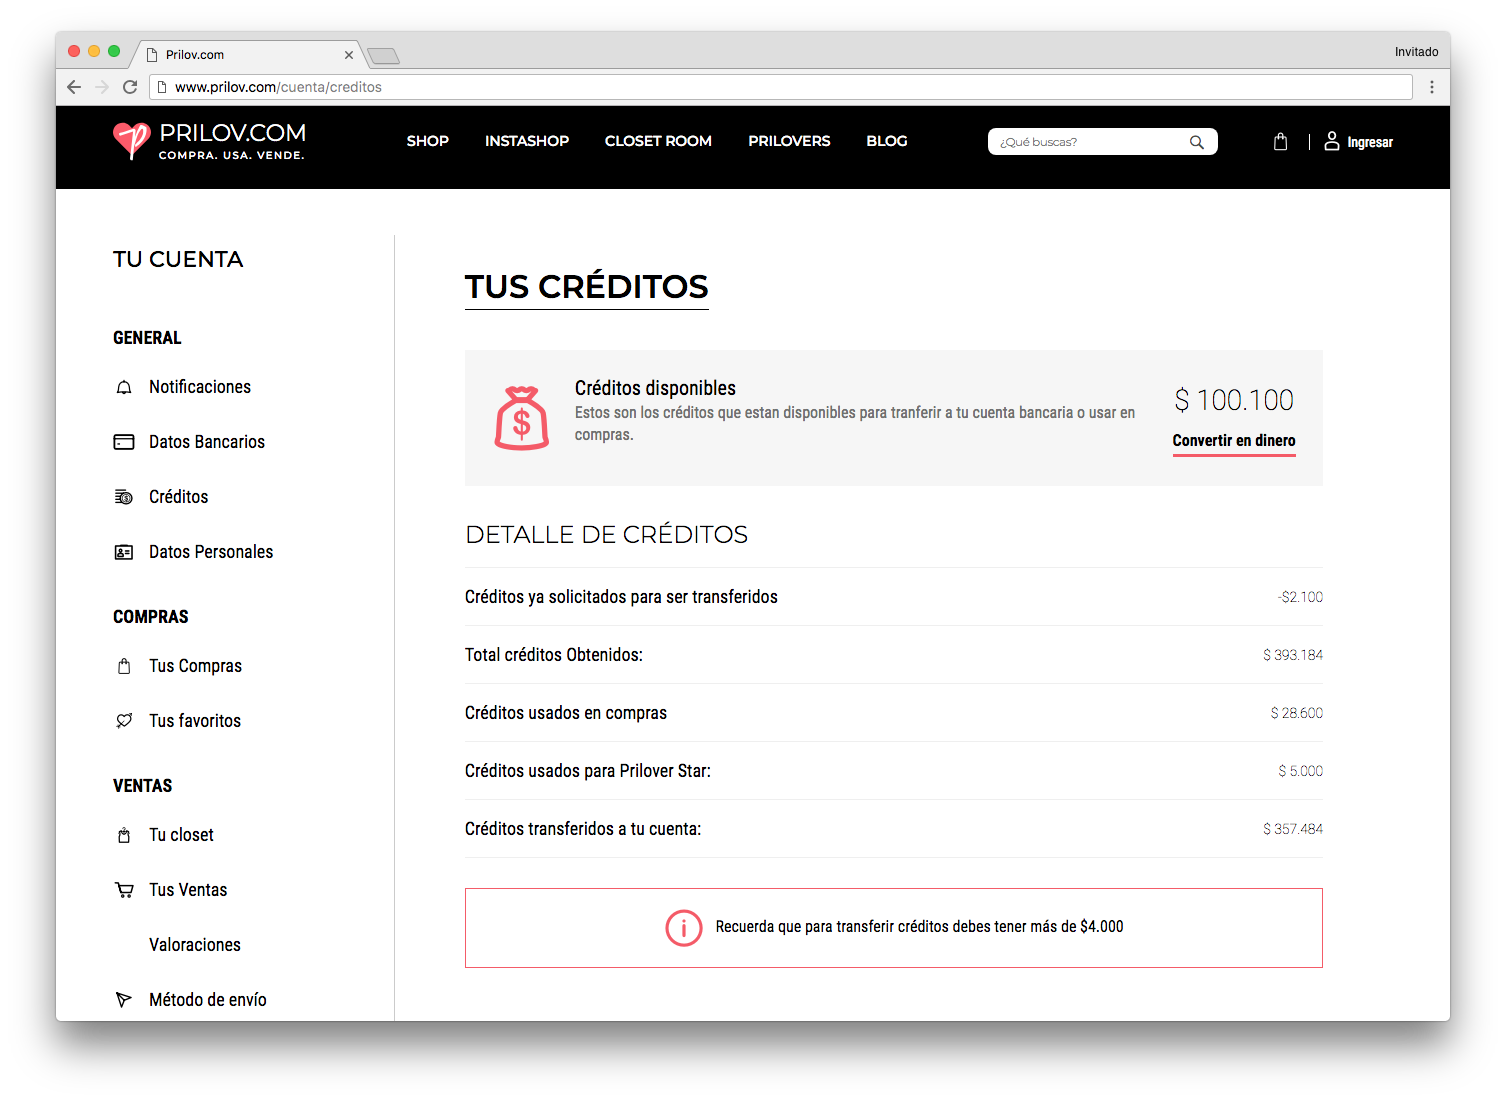 Prilov.com
Invitado
www.prilov.com/cuenta/creditos
PRILOV.COM
COMPRA. USA. VENDE.
SHOP
INSTASHOP
CLOSET ROOM
PRILOVERS
BLOG
¿Qué buscas?
Ingresar
TU CUENTA
GENERAL
Notificaciones
Datos Bancarios
Créditos
Datos Personales
COMPRAS
Tus Compras
Tus favoritos
VENTAS
Tu closet
Tus Ventas
Valoraciones
Método de envío
TUS CRÉDITOS
Créditos disponibles
Estos son los créditos que estan disponibles para tranferir a tu cuenta bancaria o usar en
compras.
$ 100.100
Convertir en dinero
DETALLE DE CRÉDITOS
Créditos ya solicitados para ser transferidos
-$2.100
Total créditos Obtenidos:
$ 393.184
Créditos usados en compras
$ 28.600
Créditos usados para Prilover Star:
$ 5.000
Créditos transferidos a tu cuenta:
$ 357.484
Recuerda que para transferir créditos debes tener más de $4.000